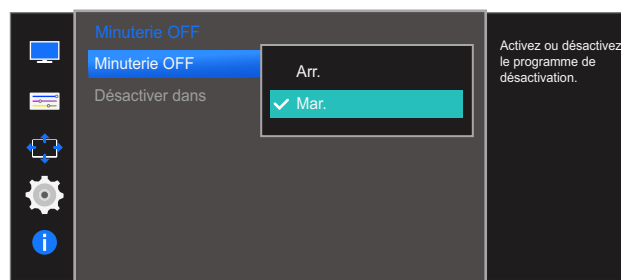 Minuterie OFF
Minuterie OFF
Désactiver dans
Arr.
Mar.
Activez ou désactivez
le programme de
désactivation.